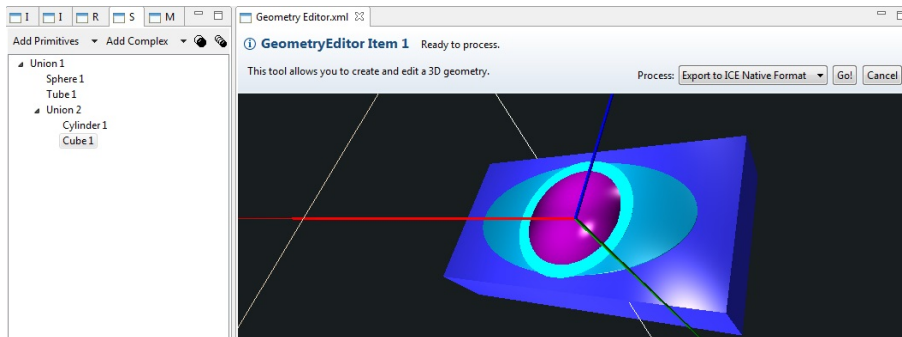 I I R S M
Geometry Editor.xml
Add Primitives Add Complex
GeometryEditor Item 1 Ready to process.
This tool allows you to create and edit a 3D geometry.
Process: Export to ICE Native Format Go! Cancel
Union 1
Sphere 1
Tube 1
Union 2
Cylinder 1
Cube 1